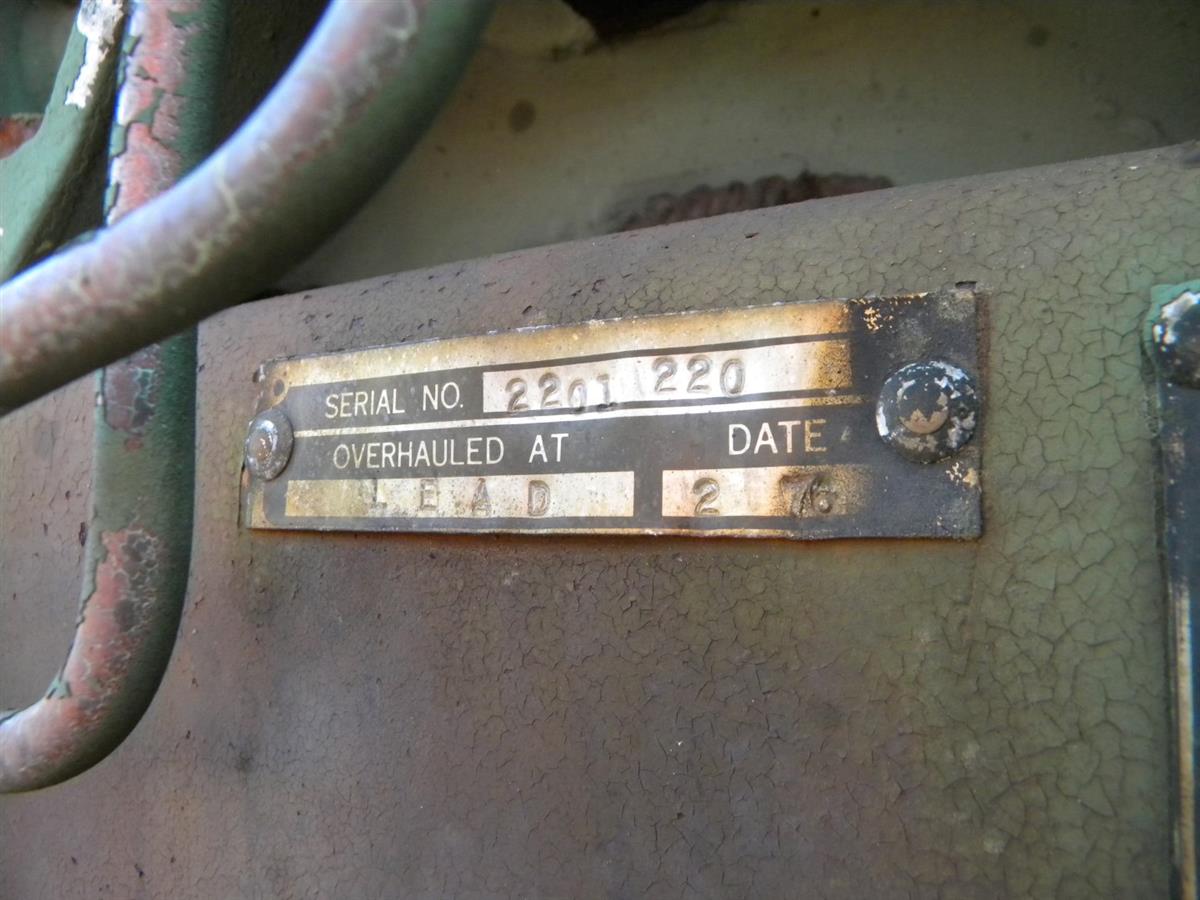 SERIAL NO. 2201 220
OVERHAULED AT DATE
LEAD 2 76